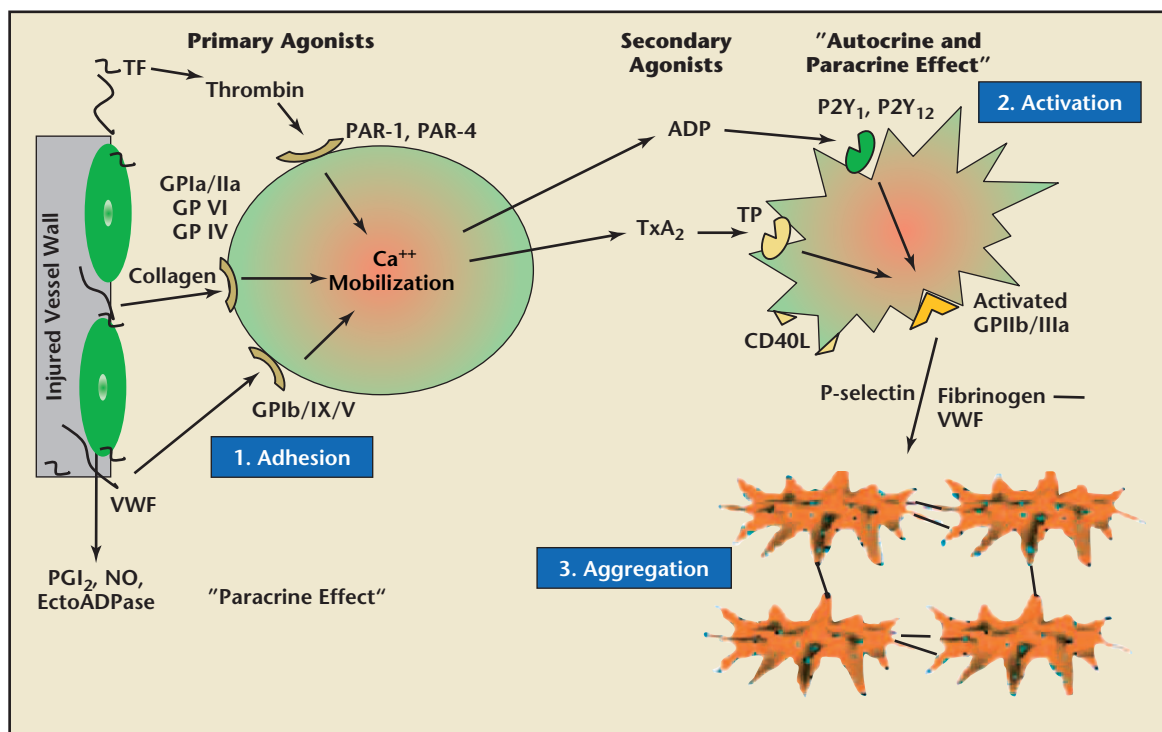 Primary Agonists
Secondary
Agonists
"Autocrine and
Paracrine Effect"
TF
Thrombin
PAR-1, PAR-4
P2Y₁, P2Y₁₂
2. Activation
ADP
GPIa/IIa
GP VI
GP IV
TP
TxA₂
Ca⁺⁺
Mobilization
Collagen
Injured Vessel Wall
Activated
GPIIb/IIIa
CD40L
P-selectin
Fibrinogen
VWF
GPIb/IX/V
1. Adhesion
VWF
3. Aggregation
PGI₂, NO,
EctoADPase
"Paracrine Effect"